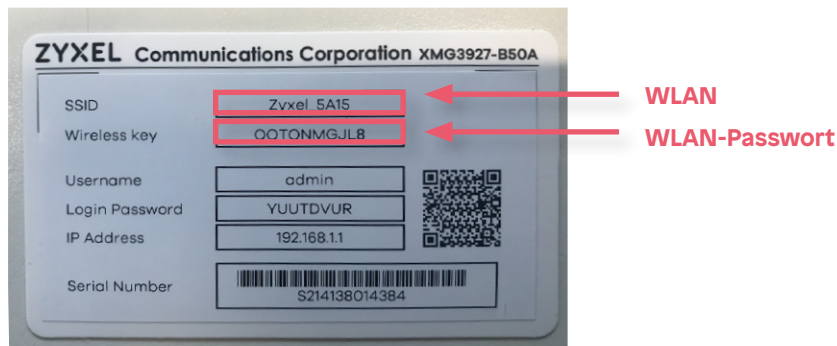 ZYXEL Communications Corporation XMG3927-B50A
SSID Zyxel_5A15 WLAN
Wireless key QOTONMGJL8 WLAN-Passwort
Username admin
Login Password YUUTDVUR
IP Address 192.168.1.1
Serial Number
S214138014384